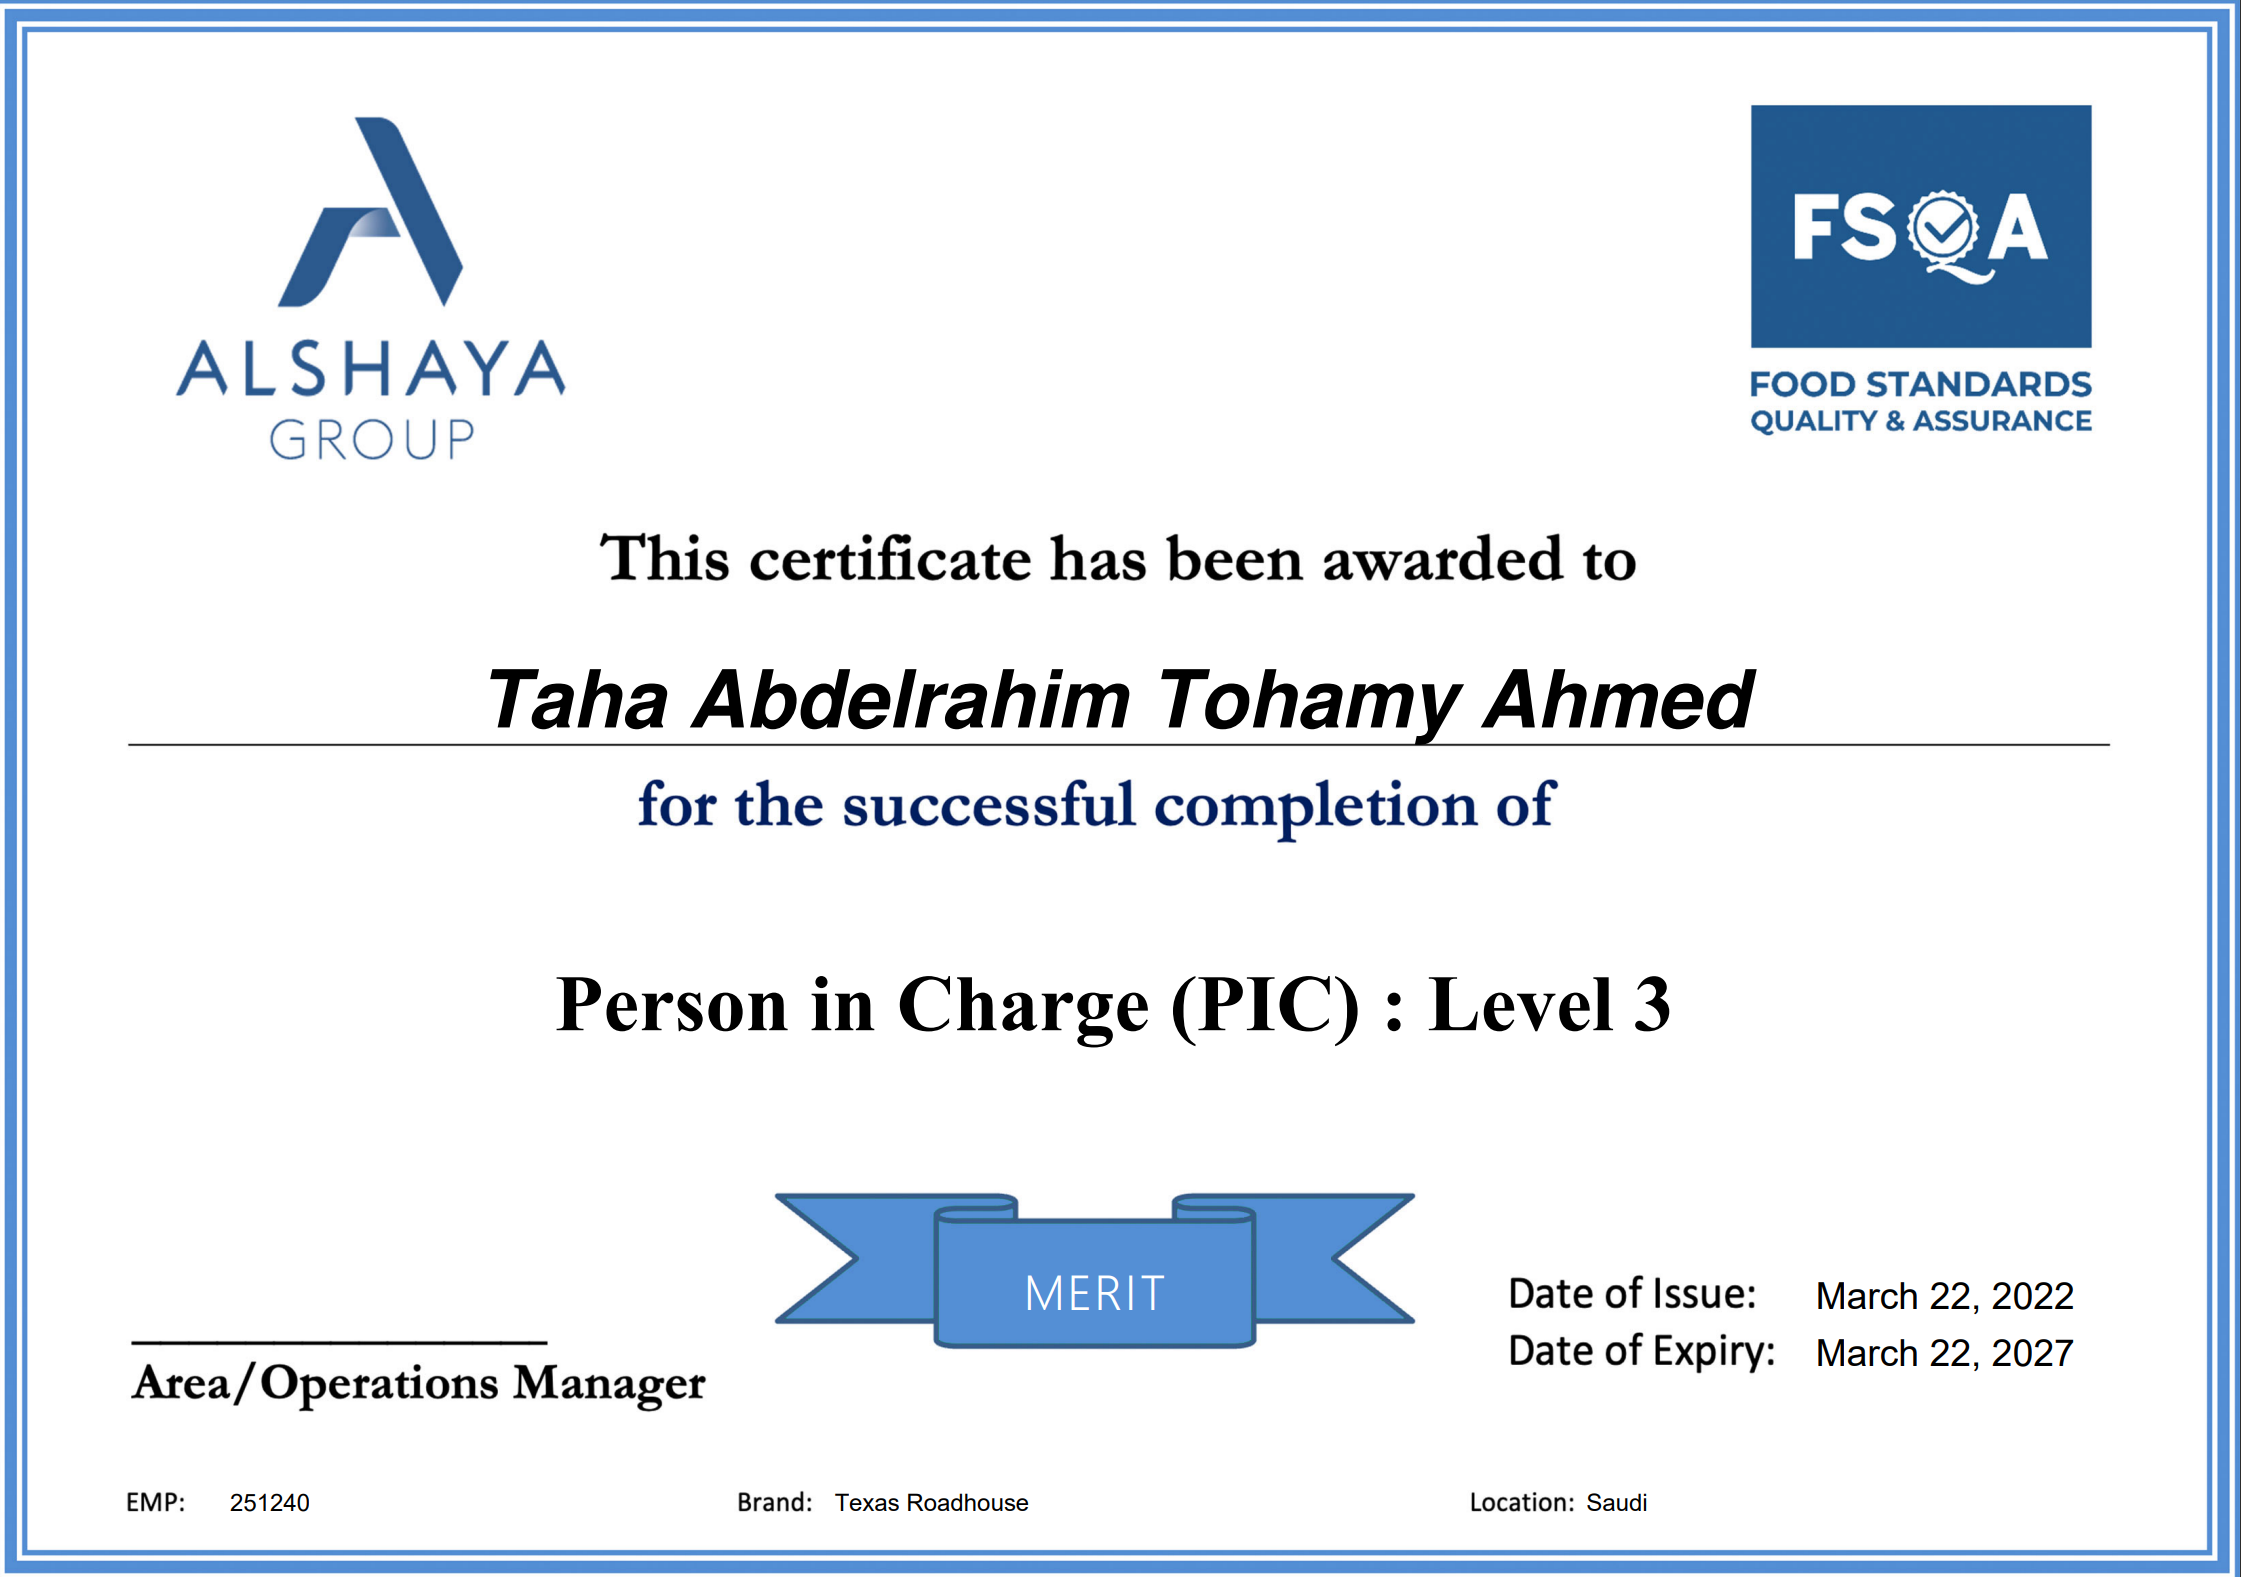 ALSHAYA
GROUP
FSQA
FOOD STANDARDS
QUALITY & ASSURANCE
This certificate has been awarded to
Taha Abdelrahim Tohamy Ahmed
for the successful completion of
Person in Charge (PIC) : Level 3
MERIT
Date of Issue: March 22, 2022
Date of Expiry: March 22, 2027
Area/Operations Manager
EMP: 251240 Brand: Texas Roadhouse Location: Saudi